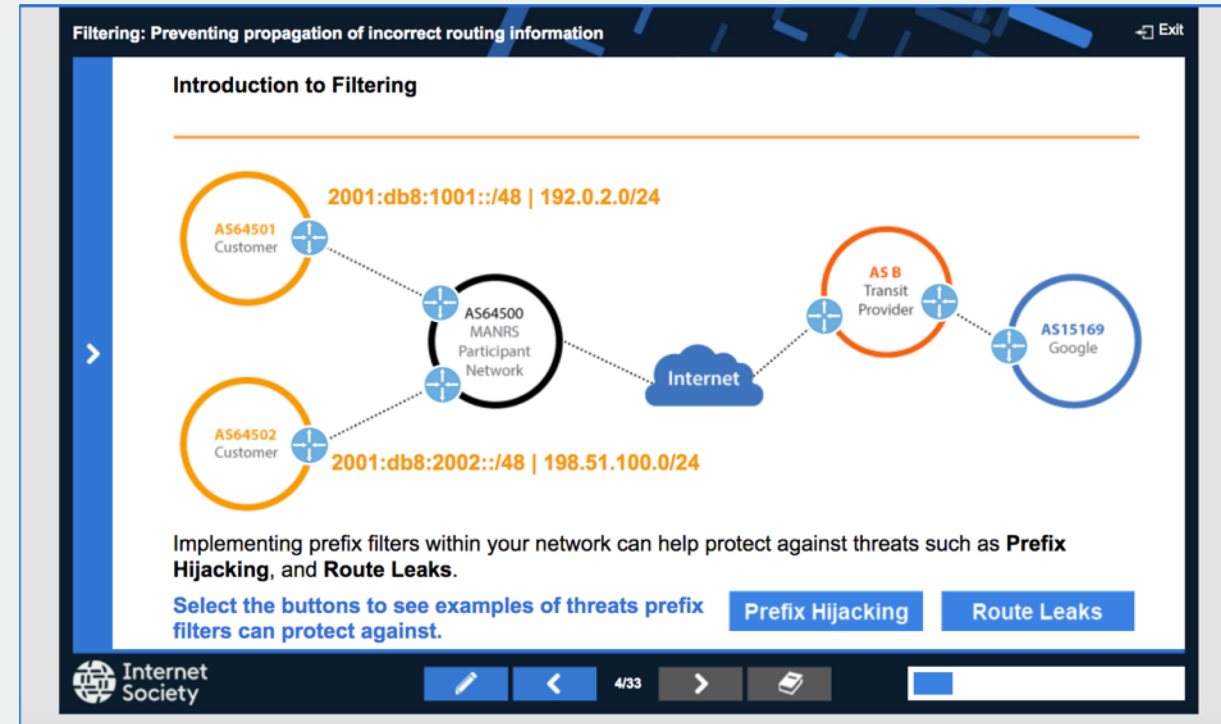 Filtering: Preventing propagation of incorrect routing information
Exit
Introduction to Filtering
2001:db8:1001::/48 | 192.0.2.0/24
AS64501
Customer
AS64500
MANRS
Participant
Network
Internet
AS B
Transit
Provider
AS15169
Google
AS64502
Customer
2001:db8:2002::/48 | 198.51.100.0/24
Implementing prefix filters within your network can help protect against threats such as Prefix
Hijacking, and Route Leaks.
Select the buttons to see examples of threats prefix
filters can protect against.
Prefix Hijacking
Route Leaks
Internet
Society
4/33